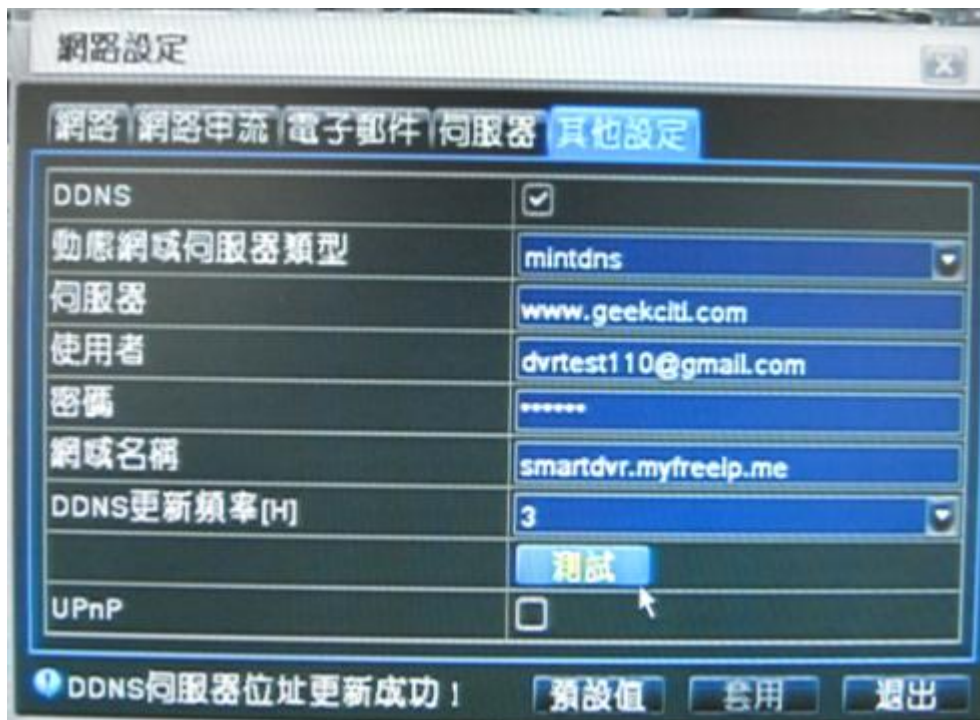 網路設定
網路 網路串流 電子郵件 伺服器 其他設定
DDNS
動態網域伺服器類型 mintdns
伺服器 www.geekciti.com
使用者 dvrtest110@gmail.com
密碼 ••••••
網域名稱 smartdvr.myfreeip.me
DDNS更新頻率[H] 3
測試
UPnP
DDNS伺服器位址更新成功！ 預設值 套用 退出